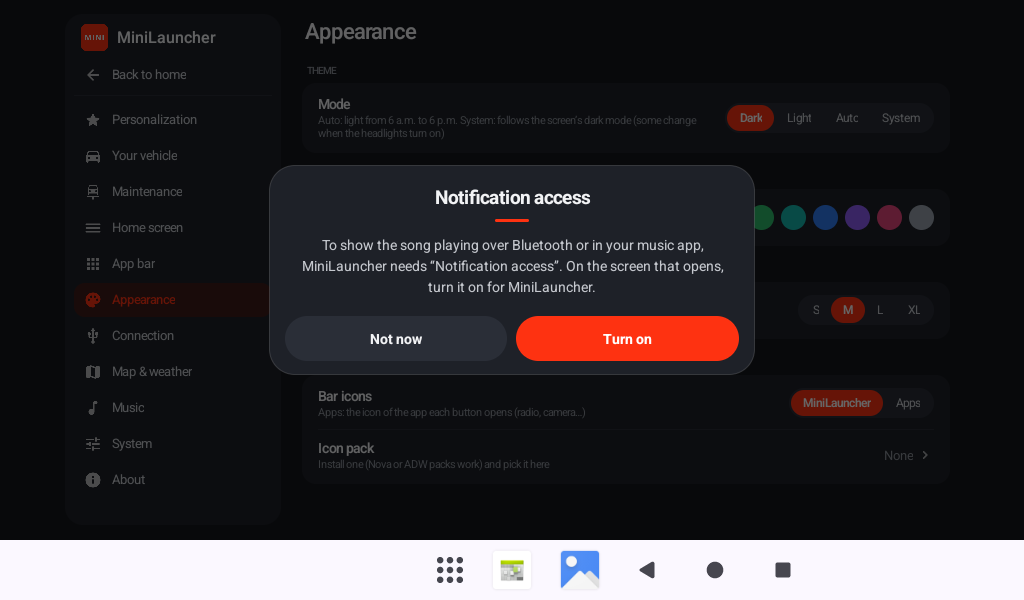 MINI MiniLauncher
Back to home
Personalization
Your vehicle
Maintenance
Home screen
App bar
Appearance
Connection
Map & weather
Music
System
About
Appearance
THEME
Mode
Auto: light from 6 a.m. to 6 p.m. System: follows the screen's dark mode (some change
when the headlights turn on)
Dark Light Auto System
Notification access
To show the song playing over Bluetooth or in your music app,
MiniLauncher needs “Notification access”. On the screen that opens,
turn it on for MiniLauncher.
Not now Turn on
S M L XL
Bar icons
Apps: the icon of the app each button opens (radio, camera...)
MiniLauncher Apps
Icon pack
Install one (Nova or ADW packs work) and pick it here
None